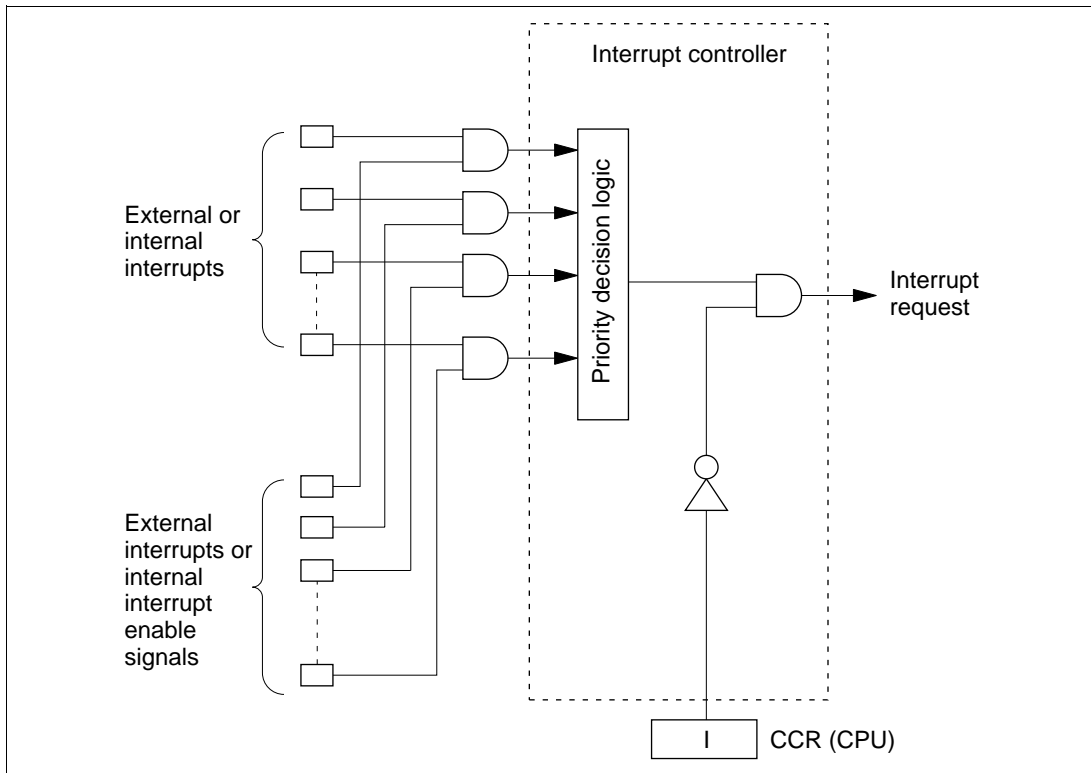 Interrupt controller
External or
internal
interrupts
Priority decision logic
Interrupt
request
External
interrupts or
internal
interrupt
enable
signals
I
CCR (CPU)